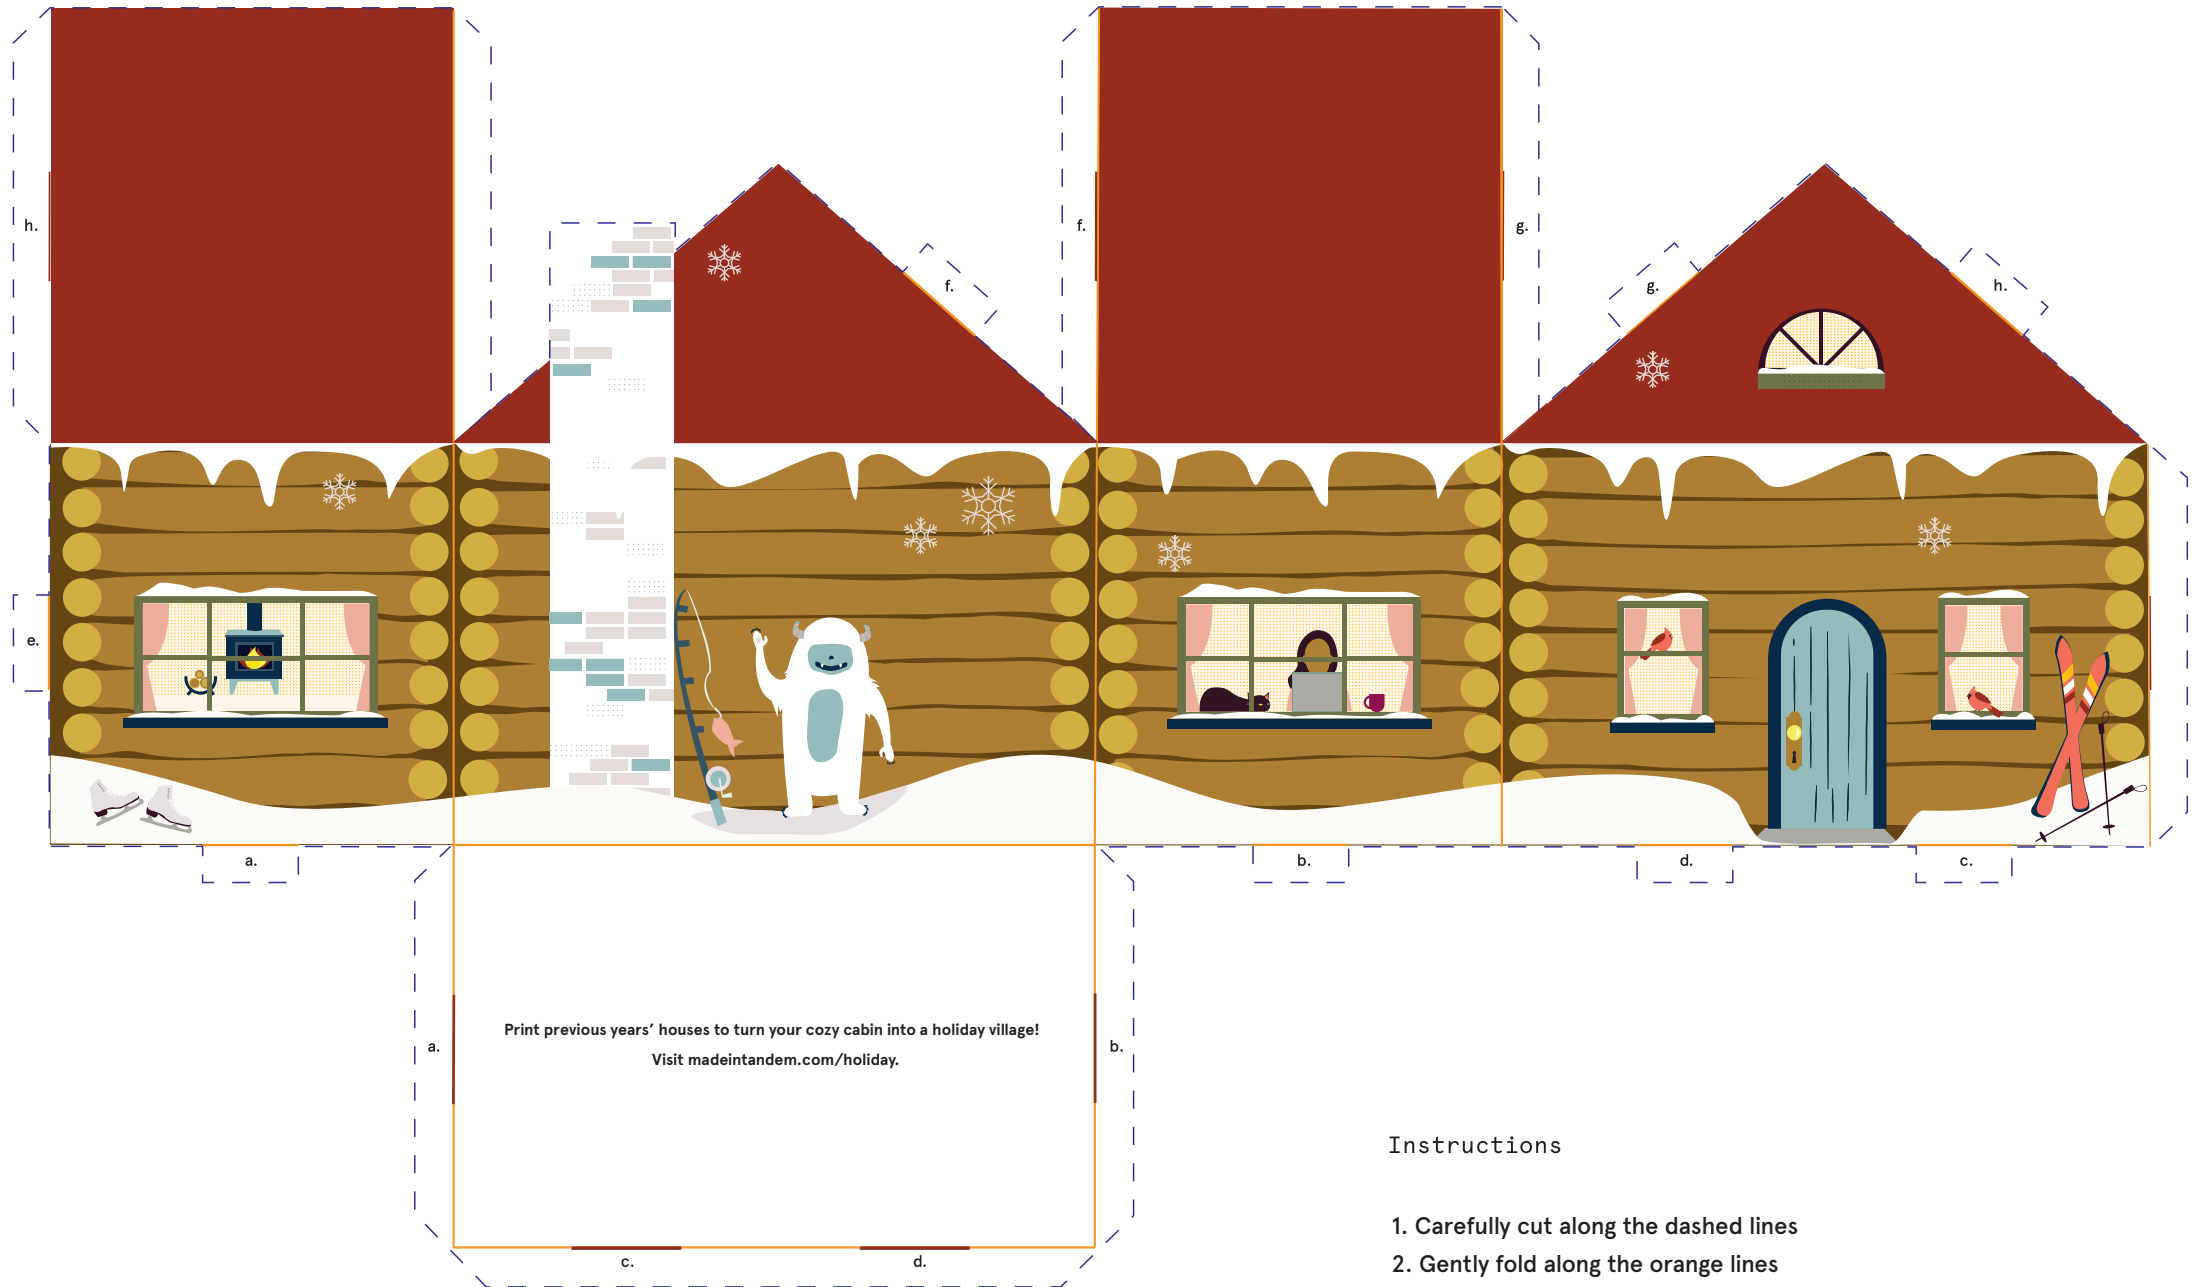 h.
f.
f.
g.
g.
h.
e.
a.
b.
d.
c.
a.
Print previous years’ houses to turn your cozy cabin into a holiday village!
Visit madeintandem.com/holiday.
b.
c.
d.
Instructions
1. Carefully cut along the dashed lines
2. Gently fold along the orange lines